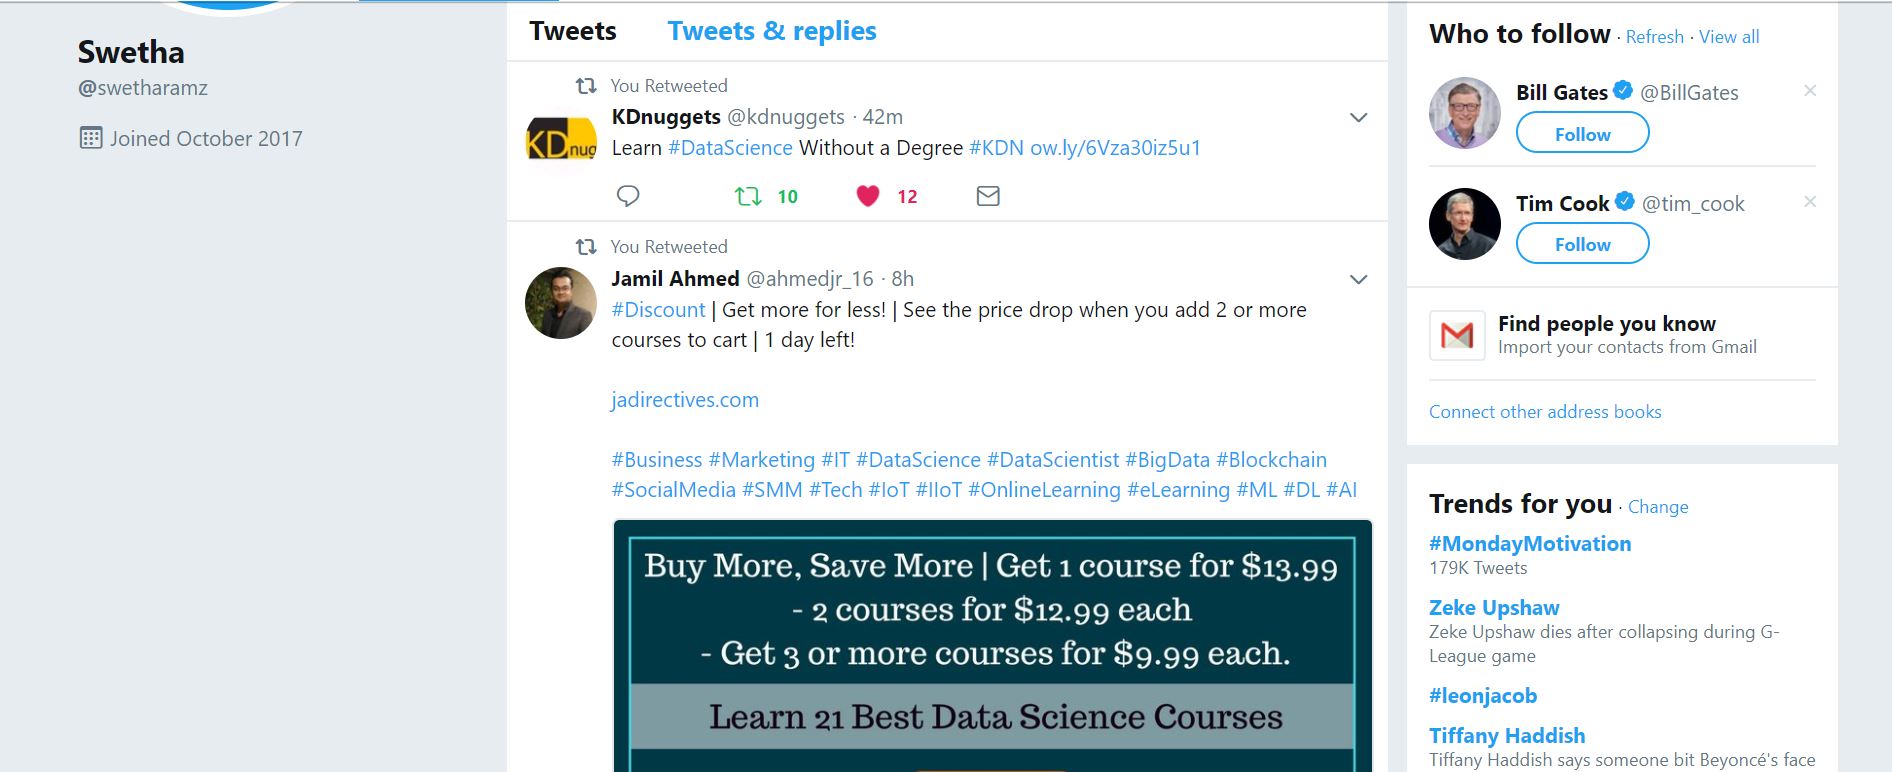 Swetha
@swetharamz
Joined October 2017
Tweets
Tweets & replies
You Retweeted
KDnuggets @kdnuggets · 42m
KDnug
Learn #DataScience Without a Degree #KDN ow.ly/6Vza30iz5u1
10
12
You Retweeted
Jamil Ahmed @ahmedjr_16 · 8h
#Discount | Get more for less! | See the price drop when you add 2 or more
courses to cart | 1 day left!
jadirectives.com
#Business #Marketing #IT #DataScience #DataScientist #BigData #Blockchain
#SocialMedia #SMM #Tech #IoT #IIoT #OnlineLearning #eLearning #ML #DL #AI
Buy More, Save More | Get 1 course for $13.99
- 2 courses for $12.99 each
- Get 3 or more courses for $9.99 each.
Learn 21 Best Data Science Courses
Who to follow · Refresh · View all
Bill Gates @BillGates
Follow
Tim Cook @tim_cook
Follow
Find people you know
Import your contacts from Gmail
Connect other address books
Trends for you · Change
#MondayMotivation
179K Tweets
Zeke Upshaw
Zeke Upshaw dies after collapsing during G-
League game
#leonjacob
Tiffany Haddish
Tiffany Haddish says someone bit Beyoncé's face